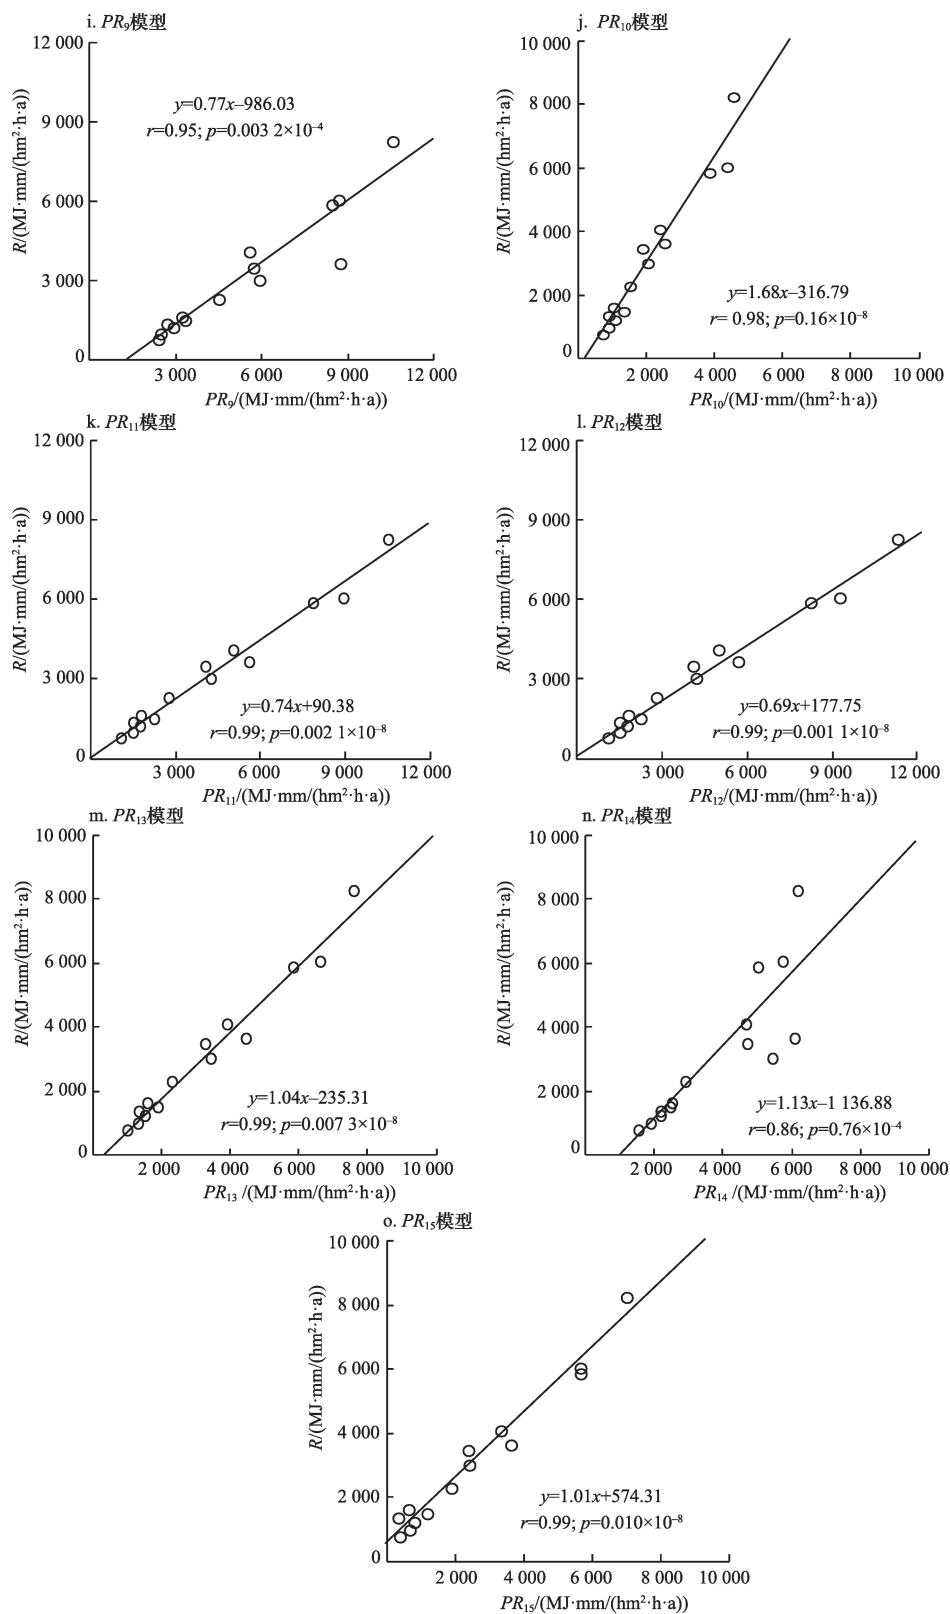 i. PR₉模型
12 000
9 000
6 000
3 000
0
R/(MJ·mm/(hm²·h·a))
y=0.77x–986.03
r=0.95; p=0.003 2×10⁻⁴
3 000 6 000 9 000 12 000
PR₉/(MJ·mm/(hm²·h·a))
j. PR₁₀模型
10 000
8 000
6 000
4 000
2 000
0
R/(MJ·mm/(hm²·h·a))
y=1.68x–316.79
r= 0.98; p=0.16×10⁻⁸
2 000 4 000 6 000 8 000 10 000
PR₁₀/(MJ·mm/(hm²·h·a))
k. PR₁₁模型
12 000
9 000
6 000
3 000
0
R/(MJ·mm/(hm²·h·a))
y=0.74x+90.38
r=0.99; p=0.002 1×10⁻⁸
3 000 6 000 9 000 12 000
PR₁₁/(MJ·mm/(hm²·h·a))
l. PR₁₂模型
12 000
9 000
6 000
3 000
0
R/(MJ·mm/(hm²·h·a))
y=0.69x+177.75
r=0.99; p=0.001 1×10⁻⁸
3 000 6 000 9 000 12 000
PR₁₂/(MJ·mm/(hm²·h·a))
m. PR₁₃模型
10 000
8 000
6 000
4 000
2 000
0
R/(MJ·mm/(hm²·h·a))
y=1.04x–235.31
r=0.99; p=0.007 3×10⁻⁸
2 000 4 000 6 000 8 000 10 000
PR₁₃ /(MJ·mm/(hm²·h·a))
n. PR₁₄模型
10 000
8 000
6 000
4 000
2 000
0
R/(MJ·mm/(hm²·h·a))
y=1.13x–1 136.88
r=0.86; p=0.76×10⁻⁴
2 000 4 000 6 000 8 000 10 000
PR₁₄ /(MJ·mm/(hm²·h·a))
o. PR₁₅模型
10 000
8 000
6 000
4 000
2 000
0
R/(MJ·mm/(hm²·h·a))
y=1.01x+574.31
r=0.99; p=0.010×10⁻⁸
2 000 4 000 6 000 8 000 10 000
PR₁₅/(MJ·mm/(hm²·h·a))